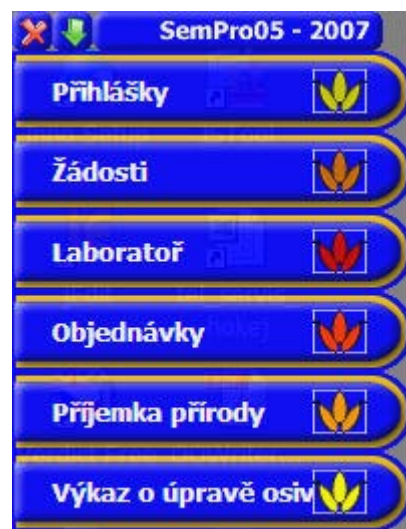 SemPro05 - 2007
Přihlášky
Žádosti
Laboratoř
Objednávky
Příjemka přírody
Výkaz o úpravě osiv